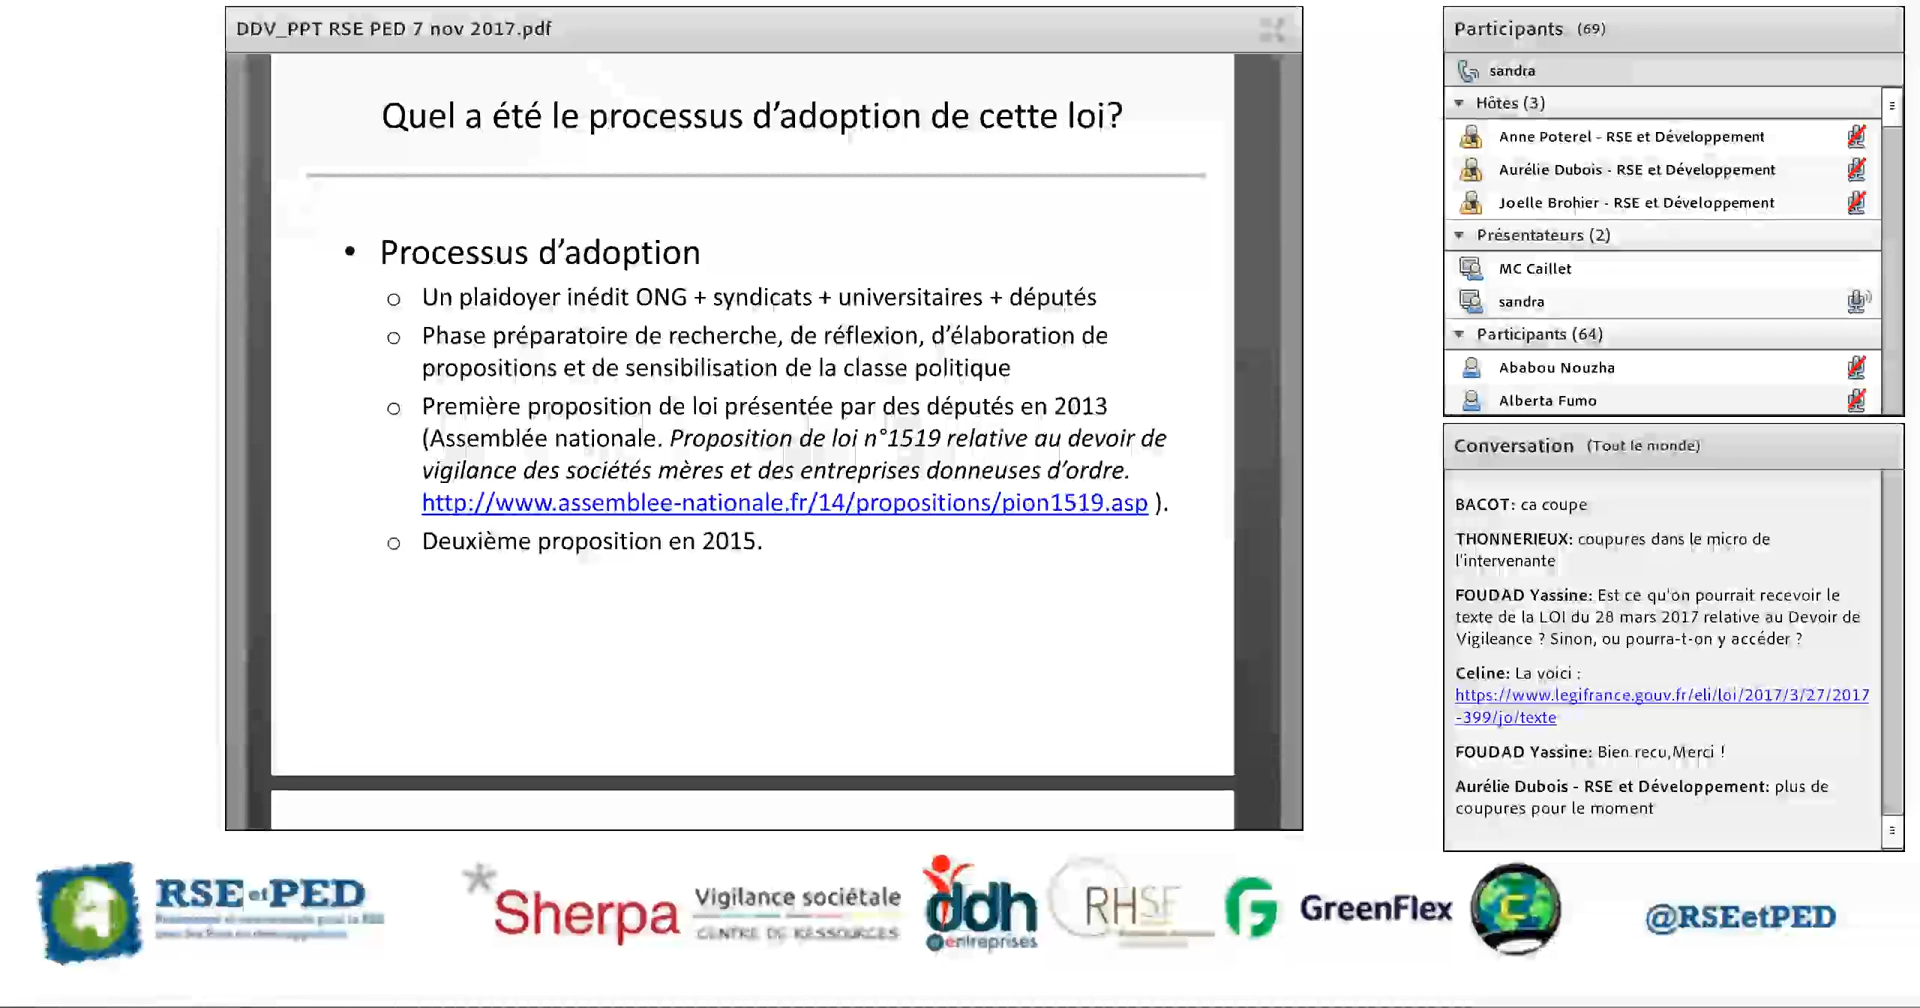 DDV_PPT RSE PED 7 nov 2017.pdf
Quel a été le processus d’adoption de cette loi?
• Processus d’adoption
o Un plaidoyer inédit ONG + syndicats + universitaires + députés
o Phase préparatoire de recherche, de réflexion, d’élaboration de
propositions et de sensibilisation de la classe politique
o Première proposition de loi présentée par des députés en 2013
(Assemblée nationale. Proposition de loi n°1519 relative au devoir de
vigilance des sociétés mères et des entreprises donneuses d’ordre.
http://www.assemblee-nationale.fr/14/propositions/pion1519.asp ).
o Deuxième proposition en 2015.
Participants (69)
sandra
Hôtes (3)
Anne Poterel - RSE et Développement
Aurélie Dubois - RSE et Développement
Joelle Brohier - RSE et Développement
Présentateurs (2)
MC Caillet
sandra
Participants (64)
Ababou Nouzha
Alberta Fumo
Conversation (Tout le monde)
BACOT: ca coupe
THONNERIEUX: coupures dans le micro de
l'intervenante
FOUDAD Yassine: Est ce qu'on pourrait recevoir le
texte de la LOI du 28 mars 2017 relative au Devoir de
Vigileance ? Sinon, ou pourra-t-on y accéder ?
Celine: La voici :
https://www.legifrance.gouv.fr/eli/loi/2017/3/27/2017
-399/jo/texte
FOUDAD Yassine: Bien recu,Merci !
Aurélie Dubois - RSE et Développement: plus de
coupures pour le moment
RSE et PED
*Sherpa
Vigilance sociétale
CENTRE DE RESSOURCES
ddh
@entreprises
RHSF
GreenFlex
@RSEetPED